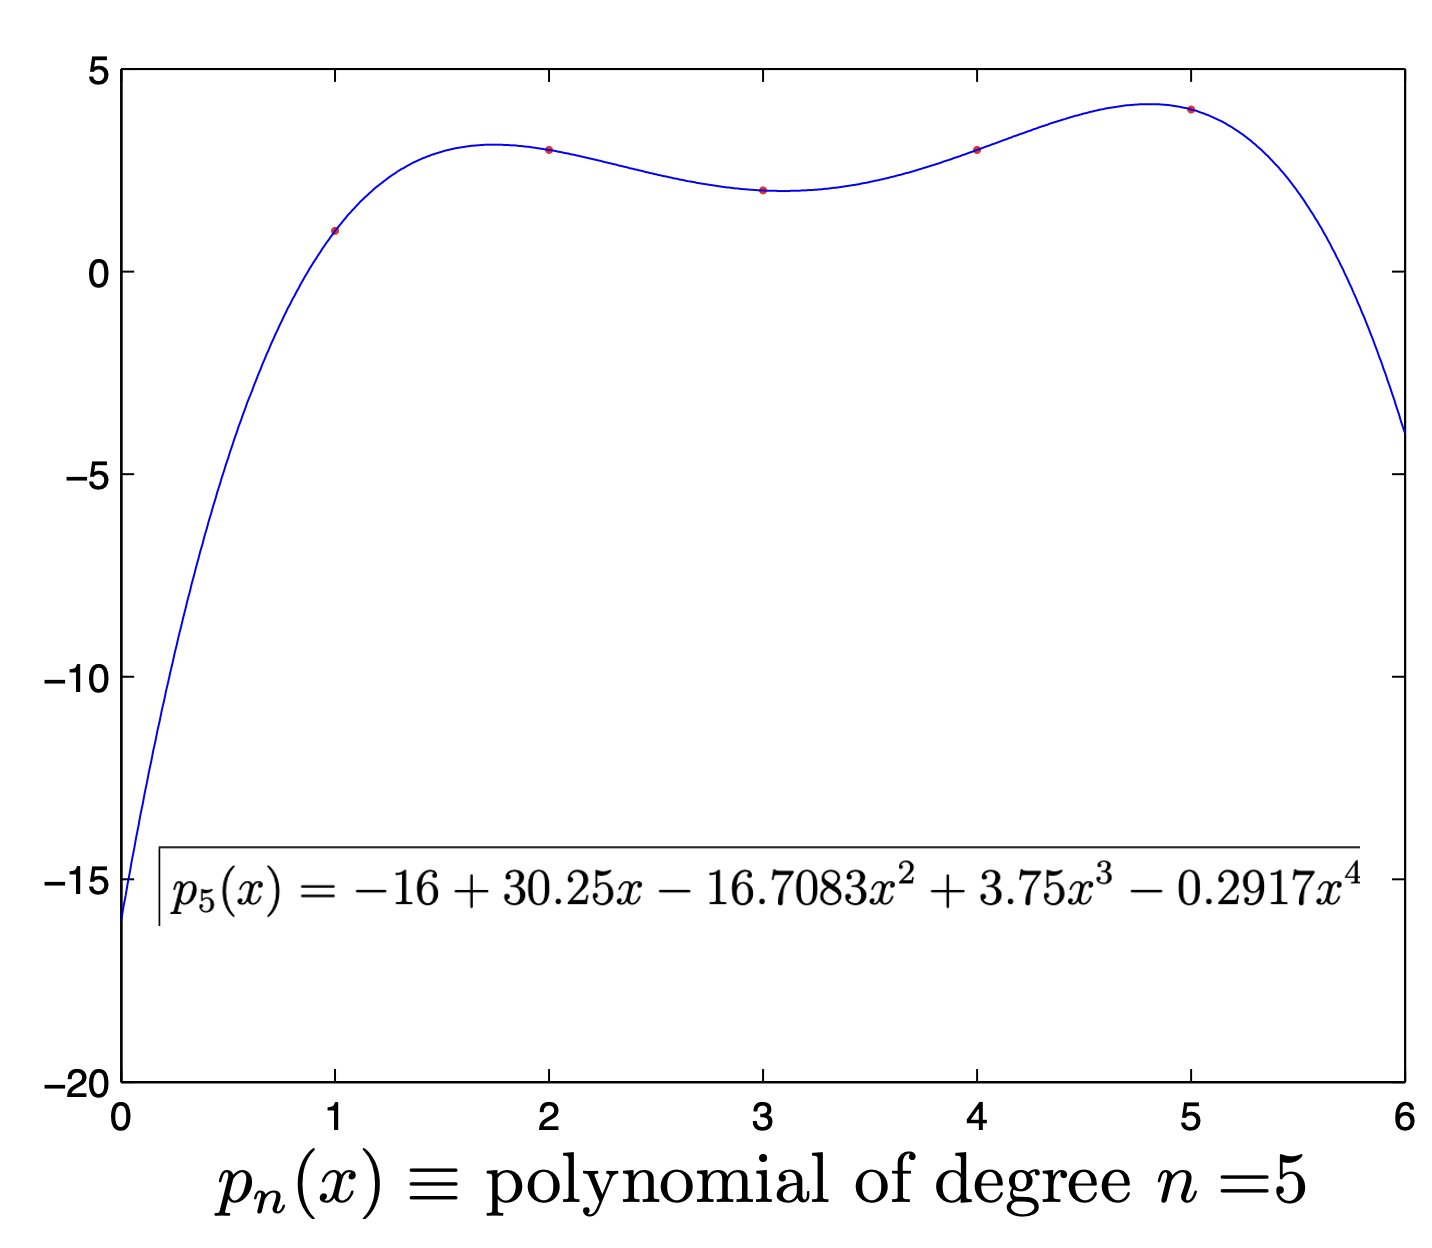 5
0
−5
−10
−15
−20
p₅(x) = −16 + 30.25x − 16.7083x² + 3.75x³ − 0.2917x⁴
0 1 2 3 4 5 6
pₙ(x) ≡ polynomial of degree n =5